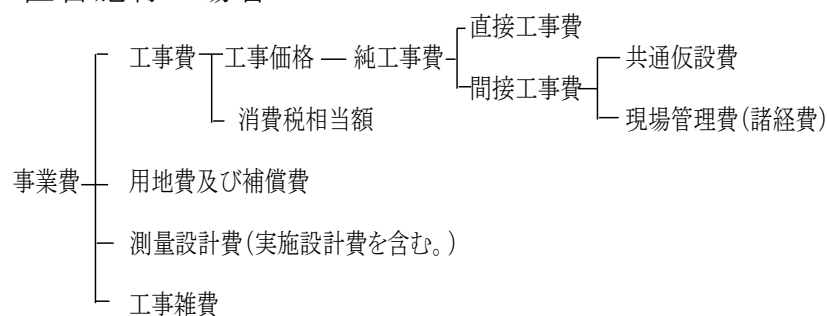 直接工事費
工事費 工事価格 純工事費 共通仮設費
間接工事費
消費税相当額 現場管理費(諸経費)
事業費 用地費及び補償費
測量設計費(実施設計費を含む。)
工事雑費